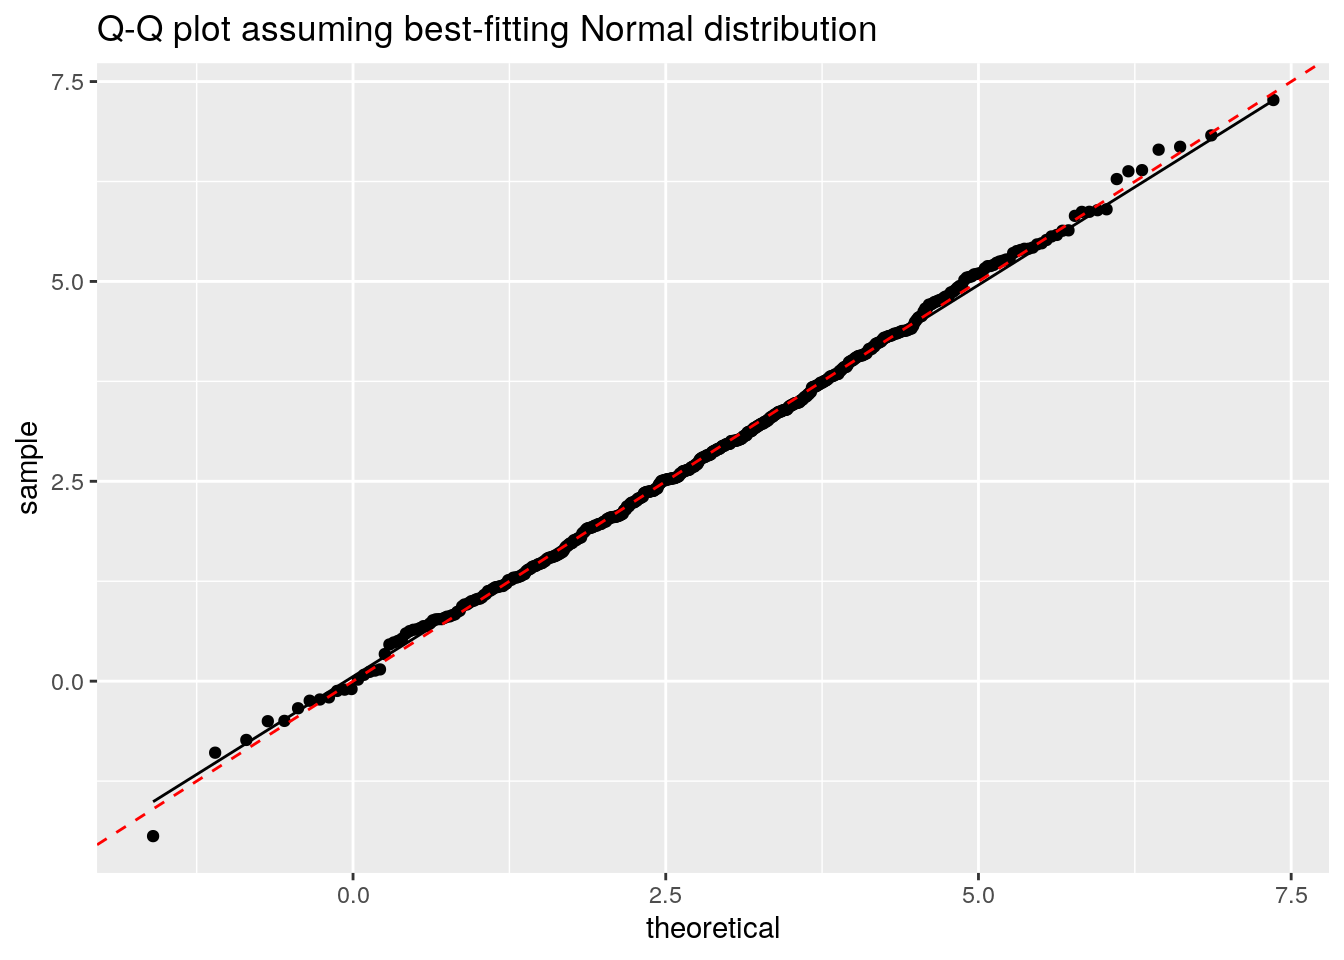 Q-Q plot assuming best-fitting Normal distribution
7.5
5.0
2.5
0.0
sample
0.0 2.5 5.0 7.5
theoretical